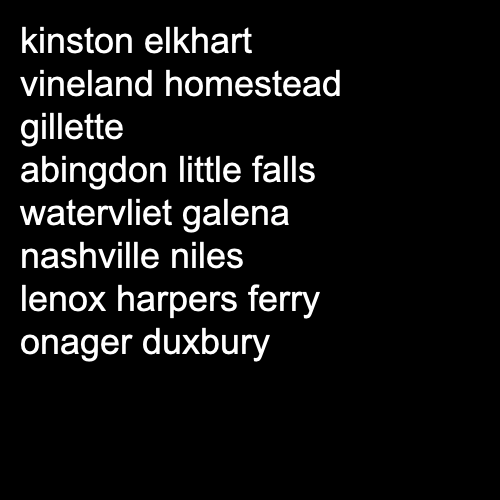 kinston elkhart
vineland homestead
gillette
abingdon little falls
watervliet galena
nashville niles
lenox harpers ferry
onager duxbury